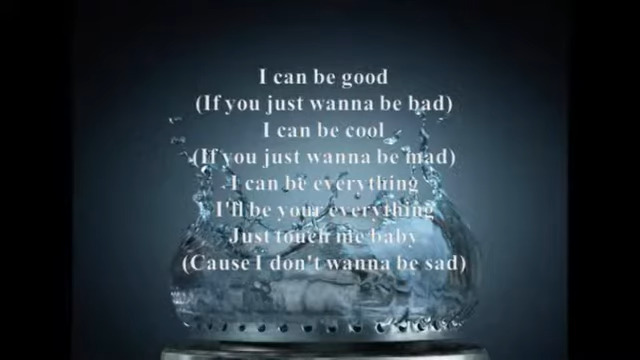 I can be good
(If you just wanna be bad)
I can be cool
(If you just wanna be mad)
I can be everything
I'll be your everything
Just touch me baby
(Cause I don't wanna be sad)